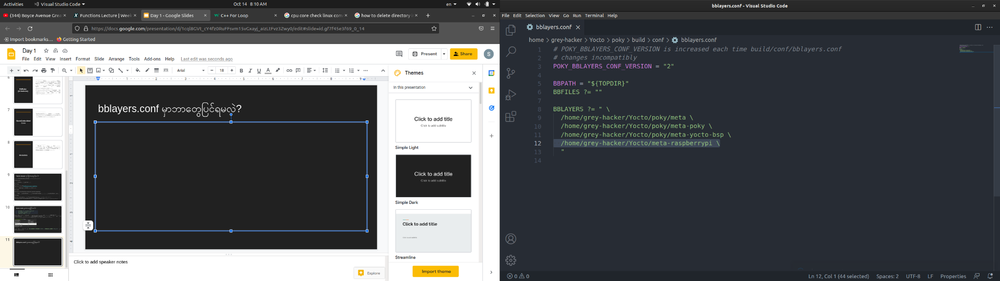 Activities
Visual Studio Code
Oct 14 8:10 AM
en
(344) Boyce Avenue Grea
Functions Lecture | Week
Day 1 - Google Slides
C++ For Loop
cpu core check linux com
how to delete directory i
https://docs.google.com/presentation/d/1cql8GVt_cY4fz0RuFFsvm15vGxayj_aIzLtFvz3Zwy0/edit#slide=id.gf7f45e3f69_0_14
Import bookmarks...
Getting Started
Day 1
File Edit View Insert Format Slide Arrange Tools Add-ons Help Last edit was seconds ago
Present
Share
S
Arial
18
B I U A
Themes
In this presentation
6
BitBake
(Scheduler)
7
OpenEmbedded
Core
8
Metadata
9
10
11
bblayers.conf မှာဘာတွေပြင်ရမလဲ?
Click to add title
Click to add subtitle
Simple Light
Click to add title
Click to add subtitle
Simple Dark
Click to add title
Click to add subtitle
Streamline
Import theme
Click to add speaker notes
Explore
bblayers.conf - Visual Studio Code
File Edit Selection View Go Run Terminal Help
bblayers.conf
home > grey-hacker > Yocto > poky > build > conf > bblayers.conf
1 # POKY_BBLAYERS_CONF_VERSION is increased each time build/conf/bblayers.conf
2 # changes incompatibly
3 POKY_BBLAYERS_CONF_VERSION = "2"
4
5 BBPATH = "${TOPDIR}"
6 BBFILES ?= ""
7
8 BBLAYERS ?= " \
9 /home/grey-hacker/Yocto/poky/meta \
10 /home/grey-hacker/Yocto/poky/meta-poky \
11 /home/grey-hacker/Yocto/poky/meta-yocto-bsp \
12 /home/grey-hacker/Yocto/meta-raspberrypi \
13 "
14
0 0
Ln 12, Col 1 (44 selected) Spaces: 2 UTF-8 LF Properties